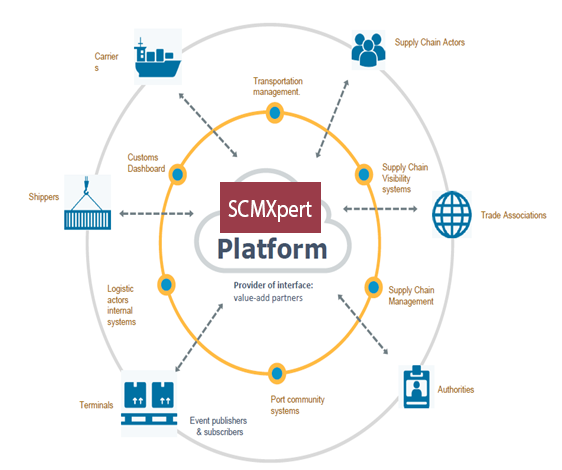 Carrier
s
Supply Chain Actors
Transportation
management.
Customs
Dashboard
Supply Chain
Visibility
systems
Shippers
SCMXpert
Platform
Trade Associations
Provider of interface:
value-add partners
Logistic
actors
internal
systems
Supply Chain
Management
Terminals
Event publishers
& subscribers
Port community
systems
Authorities